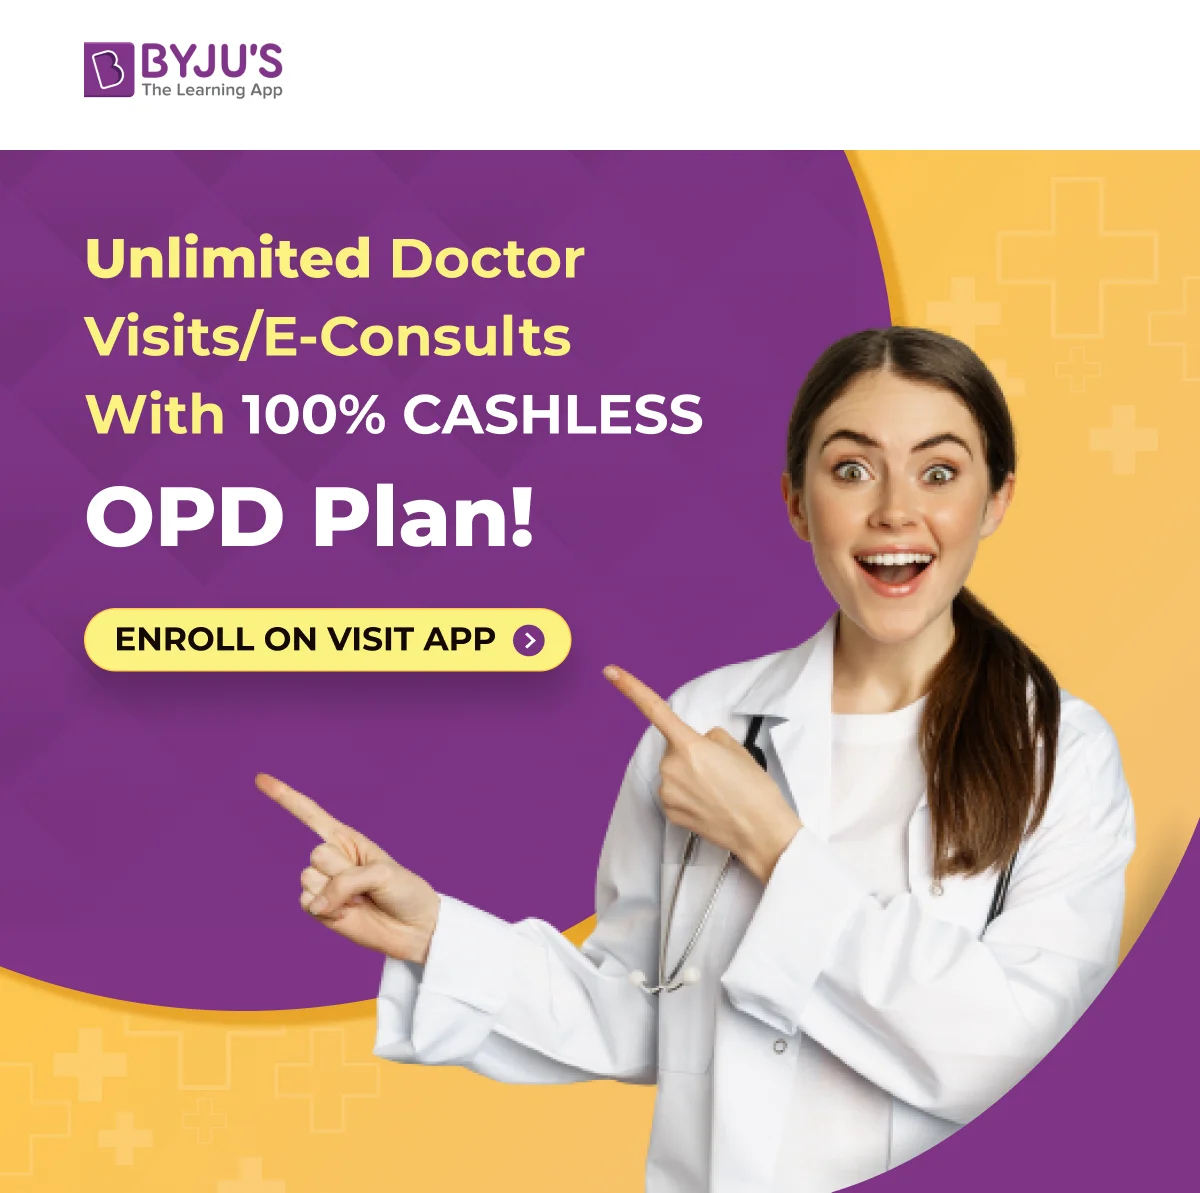 BYJU'S
The Learning App
Unlimited Doctor
Visits/E-Consults
With 100% CASHLESS
OPD Plan!
ENROLL ON VISIT APP